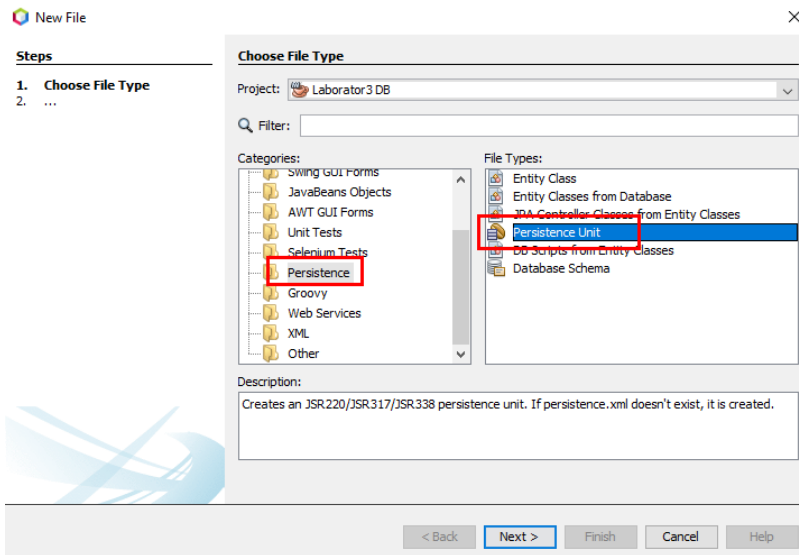 New File
Steps
1. Choose File Type
2. ...
Choose File Type
Project: Laborator3 DB
Filter:
Categories:
Swing GUI Forms
JavaBeans Objects
AWT GUI Forms
Unit Tests
Selenium Tests
Persistence
Groovy
Web Services
XML
Other
File Types:
Entity Class
Entity Classes from Database
JPA Controller Classes from Entity Classes
Persistence Unit
DB Scripts from Entity Classes
Database Schema
Description:
Creates an JSR220/JSR317/JSR338 persistence unit. If persistence.xml doesn't exist, it is created.
< Back Next > Finish Cancel Help